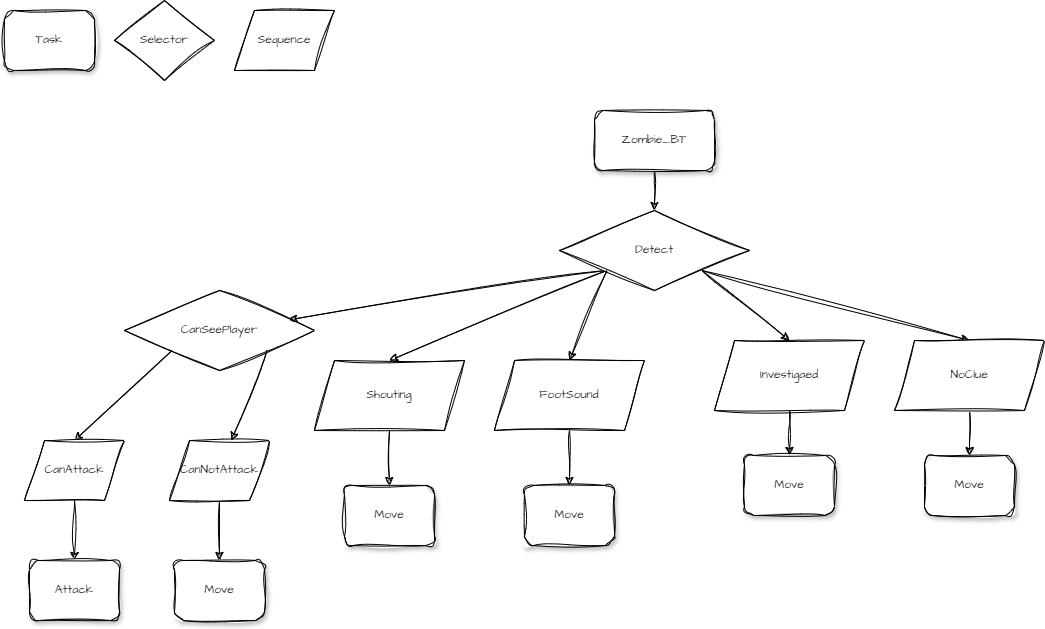 Task
Selector
Sequence
Zombie_BT
Detect
CanSeePlayer
Shouting
FootSound
Investigaed
NoClue
CanAttack
CanNotAttack
Move
Move
Move
Move
Attack
Move